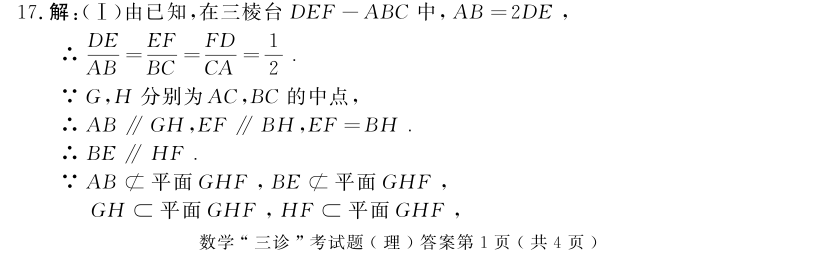 17. 解:(Ⅰ)由已知,在三棱台 DEF－ABC 中, AB＝2DE ,
∴ DE/AB = EF/BC = FD/CA = 1/2 .
∵ G,H 分别为 AC,BC 的中点,
∴ AB ∥ GH,EF ∥ BH,EF＝BH .
∴ BE ∥ HF .
∵ AB ⊄ 平面 GHF , BE ⊄ 平面 GHF ,
GH ⊂ 平面 GHF , HF ⊂ 平面 GHF ,
数学“三诊”考试题(理)答案第 1 页(共 4 页)